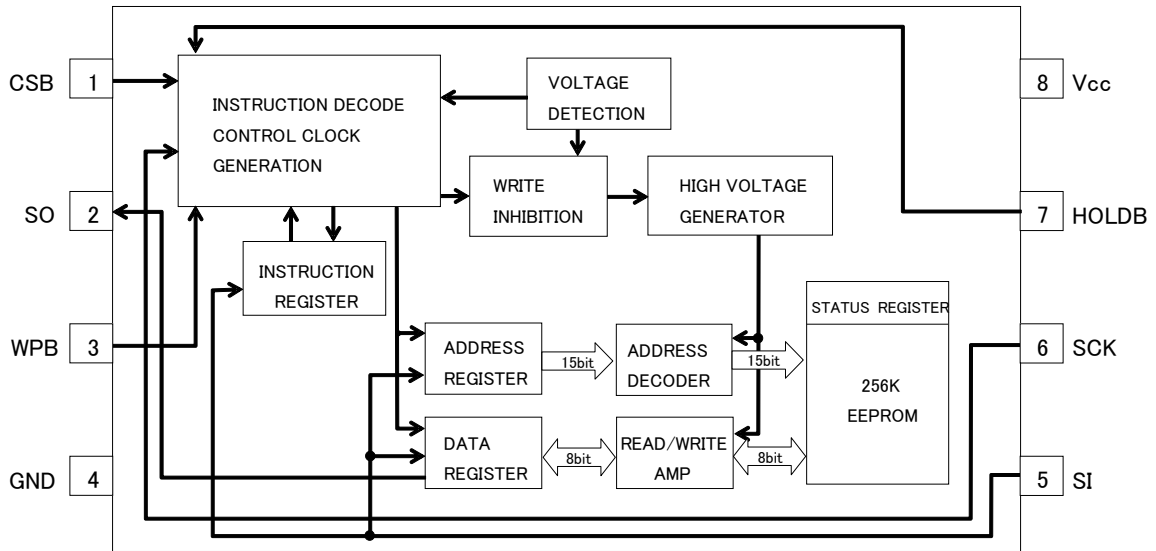 CSB
1
INSTRUCTION DECODE
CONTROL CLOCK
GENERATION
VOLTAGE
DETECTION
8
Vcc
SO
2
WRITE
INHIBITION
HIGH VOLTAGE
GENERATOR
7
HOLDB
INSTRUCTION
REGISTER
STATUS REGISTER
WPB
3
ADDRESS
REGISTER
15bit
ADDRESS
DECODER
15bit
256K
EEPROM
6
SCK
GND
4
DATA
REGISTER
8bit
READ/WRITE
AMP
8bit
5
SI